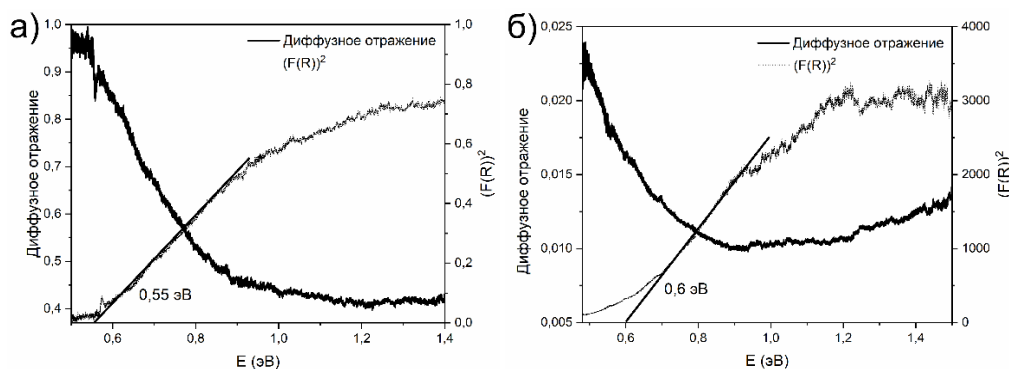 а)
Диффузное отражение
(F(R))²
0,55 эВ
1,0
0,9
0,8
0,7
0,6
0,5
0,4
Диффузное отражение
1,0
0,8
0,6
0,4
0,2
0,0
(F(R))²
0,6
0,8
1,0
1,2
1,4
E (эВ)
б)
Диффузное отражение
(F(R))²
0,6 эВ
0,025
0,020
0,015
0,010
0,005
Диффузное отражение
4000
3000
2000
1000
0
(F(R))²
0,6
0,8
1,0
1,2
1,4
E (эВ)